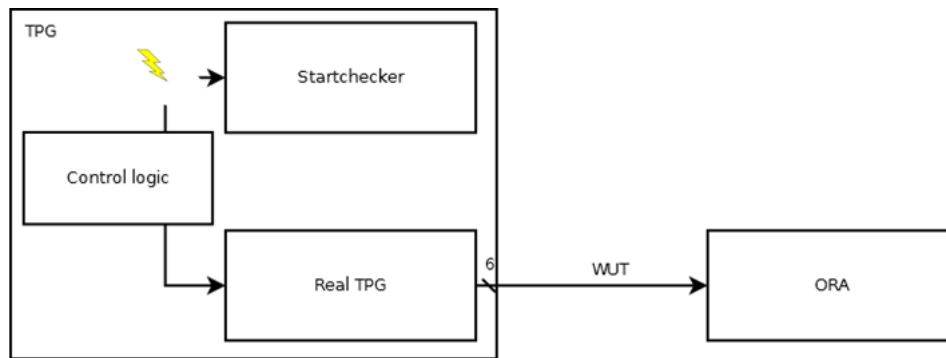 TPG
Startchecker
Control logic
Real TPG
6
WUT
ORA